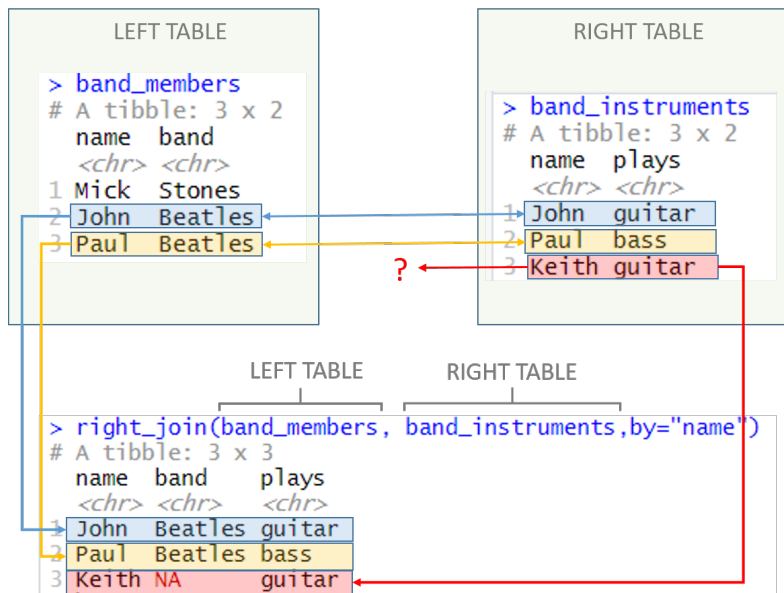 LEFT TABLE
> band_members
# A tibble: 3 x 2
name band
<chr> <chr>
1 Mick Stones
2 John Beatles
3 Paul Beatles
RIGHT TABLE
> band_instruments
# A tibble: 3 x 2
name plays
<chr> <chr>
1 John guitar
2 Paul bass
3 Keith guitar
?
LEFT TABLE RIGHT TABLE
> right_join(band_members, band_instruments,by="name")
# A tibble: 3 x 3
name band plays
<chr> <chr> <chr>
1 John Beatles guitar
2 Paul Beatles bass
3 Keith NA guitar